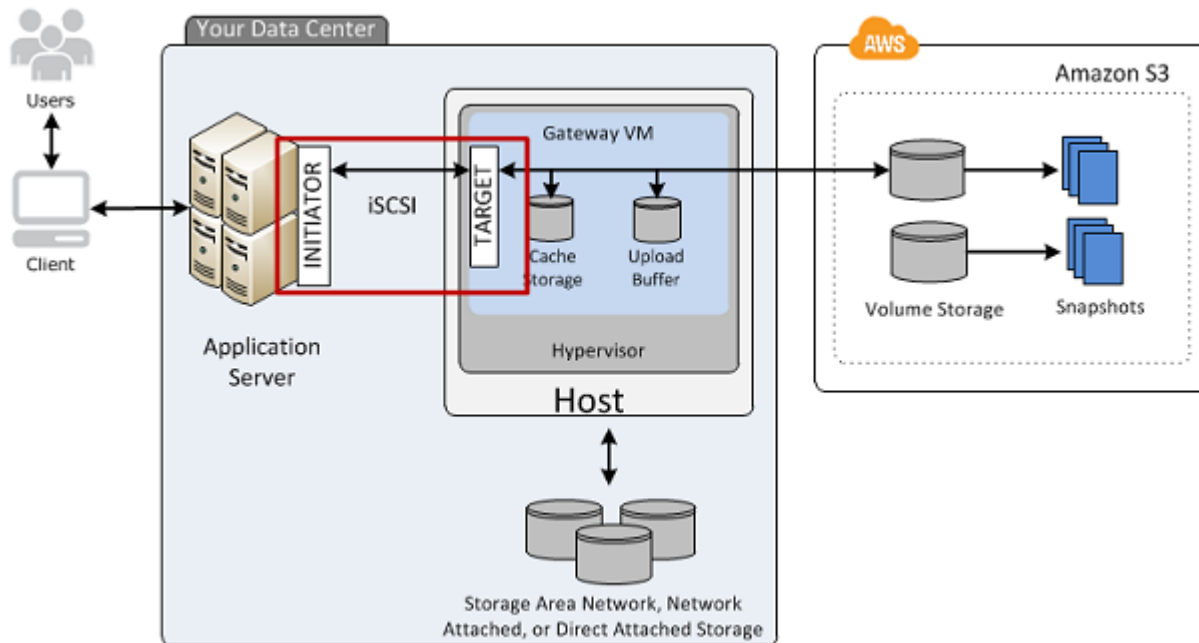 Your Data Center
AWS
Users
Amazon S3
Gateway VM
INITIATOR
iSCSI
TARGET
Client
Cache
Storage
Upload
Buffer
Volume Storage
Snapshots
Application
Server
Hypervisor
Host
Storage Area Network, Network
Attached, or Direct Attached Storage